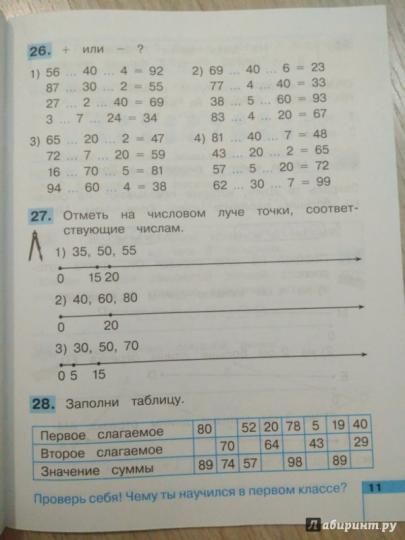 26. + или − ?
1) 56 ... 40 ... 4 = 92
87 ... 30 ... 2 = 55
27 ... 2 ... 40 = 69
3 ... 7 ... 24 = 34
2) 69 ... 40 ... 6 = 23
77 ... 4 ... 40 = 33
38 ... 5 ... 60 = 93
83 ... 4 ... 20 = 67
3) 65 ... 20 ... 2 = 47
72 ... 7 ... 20 = 59
16 ... 70 ... 5 = 81
94 ... 60 ... 4 = 38
4) 81 ... 40 ... 7 = 48
43 ... 20 ... 2 = 65
57 ... 5 ... 20 = 72
62 ... 30 ... 7 = 99
27. Отметь на числовом луче точки, соответ-
ствующие числам.
1) 35, 50, 55
0 15 20
2) 40, 60, 80
0 20
3) 30, 50, 70
0 5 15
28. Заполни таблицу.
Первое слагаемое 80 52 20 78 5 19 40
Второе слагаемое 70 64 43 29
Значение суммы 89 74 57 98 89
Проверь себя! Чему ты научился в первом классе? 11
Лабиринт.ру